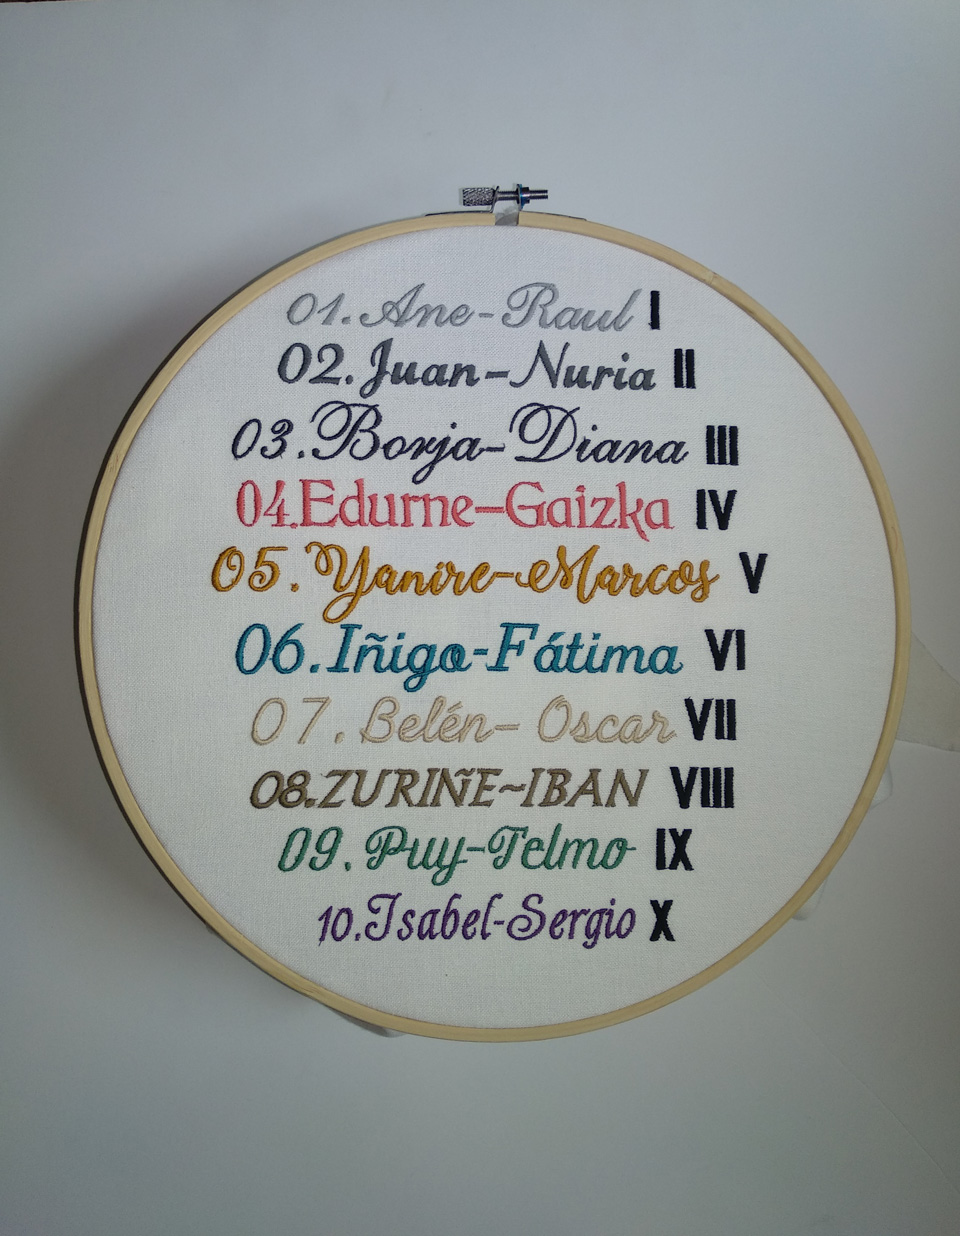 01. Ane-Raul I
02. Juan-Nuria II
03. Borja-Diana III
04. Edurne-Gaizka IV
05. Yanire-Marcos V
06. Iñigo-Fátima VI
07. Belén- Oscar VII
08. ZURIÑE~IBAN VIII
09. Puy-Telmo IX
10. Isabel-Sergio X